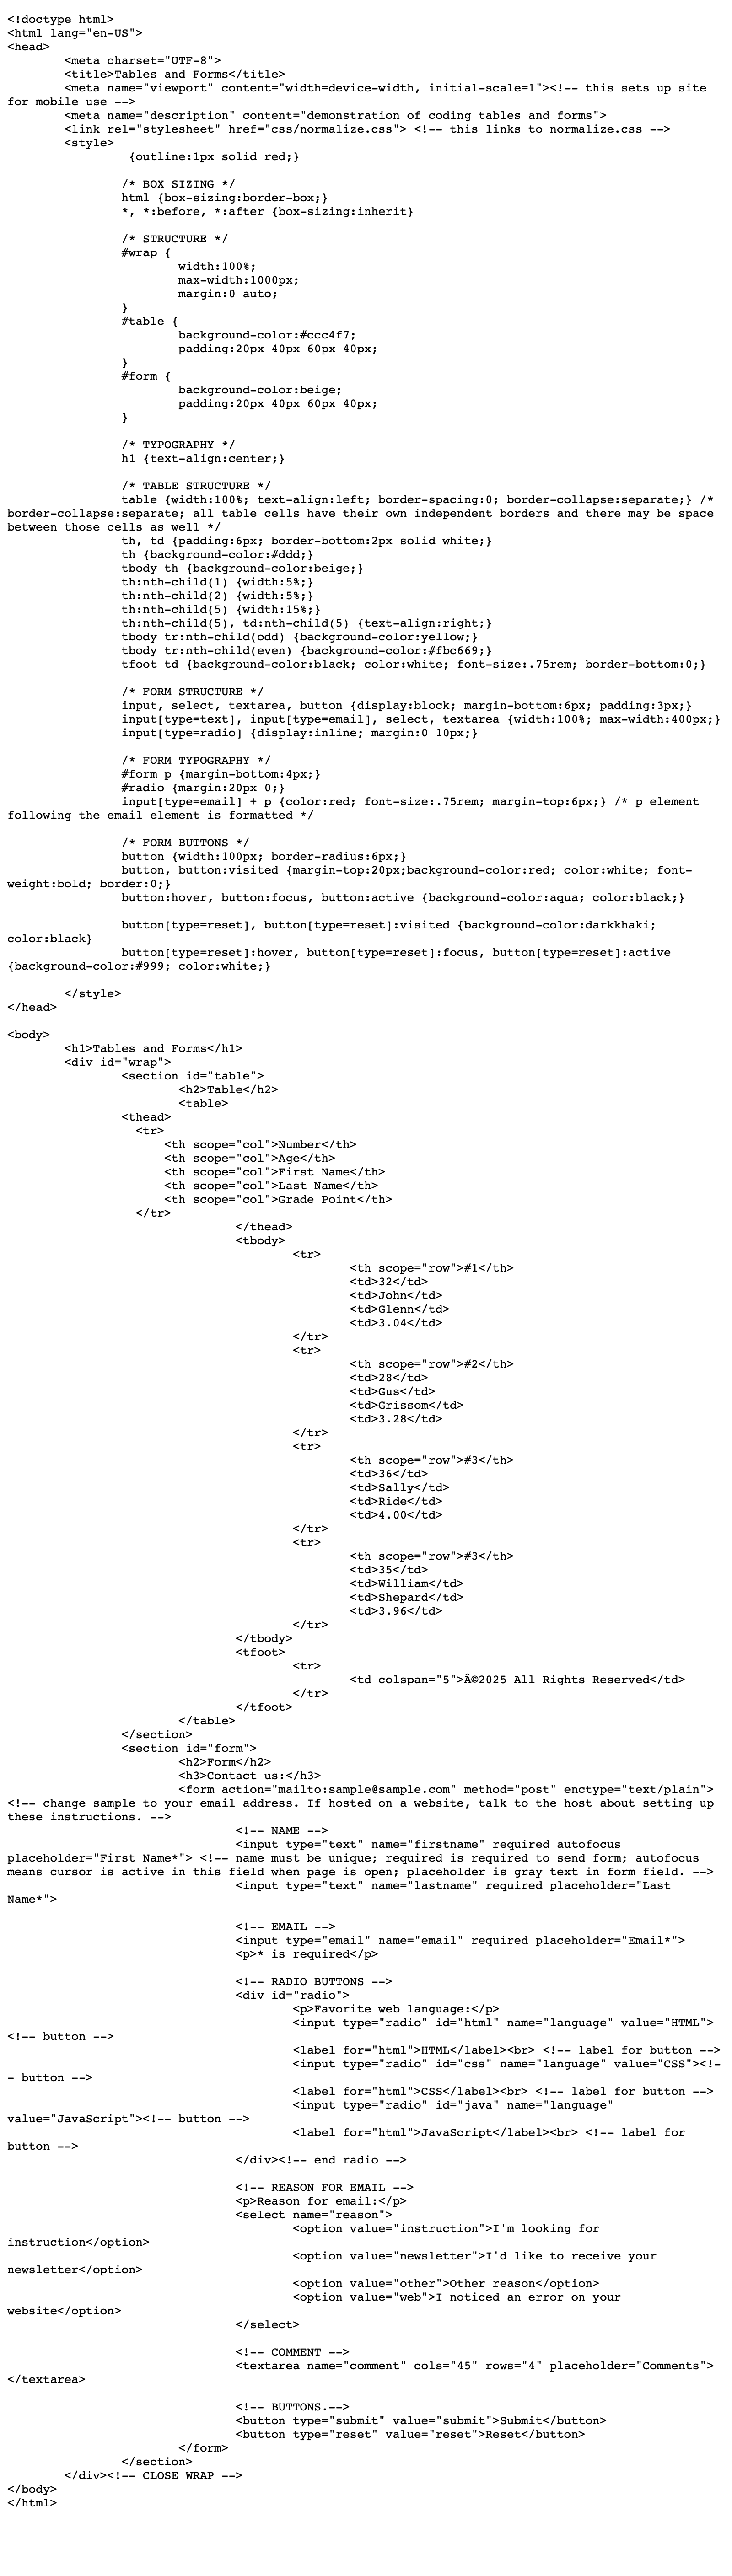 <!doctype html>
<html lang="en-US">
<head>
	<meta charset="UTF-8">
	<title>Tables and Forms</title>
	<meta name="viewport" content="width=device-width, initial-scale=1"><!-- this sets up site
for mobile use -->
	<meta name="description" content="demonstration of coding tables and forms">
	<link rel="stylesheet" href="css/normalize.css"> <!-- this links to normalize.css -->
	<style>
		 {outline:1px solid red;}

		/* BOX SIZING */
		html {box-sizing:border-box;}
		*, *:before, *:after {box-sizing:inherit}

		/* STRUCTURE */
		#wrap {
			width:100%;
			max-width:1000px;
			margin:0 auto;
		}
		#table {
			background-color:#ccc4f7;
			padding:20px 40px 60px 40px;
		}
		#form {
			background-color:beige;
			padding:20px 40px 60px 40px;
		}

		/* TYPOGRAPHY */
		h1 {text-align:center;}

		/* TABLE STRUCTURE */
		table {width:100%; text-align:left; border-spacing:0; border-collapse:separate;} /*
border-collapse:separate; all table cells have their own independent borders and there may be space
between those cells as well */
		th, td {padding:6px; border-bottom:2px solid white;}
		th {background-color:#ddd;}
		tbody th {background-color:beige;}
		th:nth-child(1) {width:5%;}
		th:nth-child(2) {width:5%;}
		th:nth-child(5) {width:15%;}
		th:nth-child(5), td:nth-child(5) {text-align:right;}
		tbody tr:nth-child(odd) {background-color:yellow;}
		tbody tr:nth-child(even) {background-color:#fbc669;}
		tfoot td {background-color:black; color:white; font-size:.75rem; border-bottom:0;}

		/* FORM STRUCTURE */
		input, select, textarea, button {display:block; margin-bottom:6px; padding:3px;}
		input[type=text], input[type=email], select, textarea {width:100%; max-width:400px;}
		input[type=radio] {display:inline; margin:0 10px;}

		/* FORM TYPOGRAPHY */
		#form p {margin-bottom:4px;}
		#radio {margin:20px 0;}
		input[type=email] + p {color:red; font-size:.75rem; margin-top:6px;} /* p element
following the email element is formatted */

		/* FORM BUTTONS */
		button {width:100px; border-radius:6px;}
		button, button:visited {margin-top:20px;background-color:red; color:white; font-
weight:bold; border:0;}
		button:hover, button:focus, button:active {background-color:aqua; color:black;}

		button[type=reset], button[type=reset]:visited {background-color:darkkhaki;
color:black}
		button[type=reset]:hover, button[type=reset]:focus, button[type=reset]:active
{background-color:#999; color:white;}

	</style>
</head>

<body>
	<h1>Tables and Forms</h1>
	<div id="wrap">
		<section id="table">
			<h2>Table</h2>
			<table>
		<thead>
		  <tr>
		      <th scope="col">Number</th>
		      <th scope="col">Age</th>
		      <th scope="col">First Name</th>
		      <th scope="col">Last Name</th>
		      <th scope="col">Grade Point</th>
		  </tr>
				</thead>
				<tbody>
					<tr>
						<th scope="row">#1</th>
						<td>32</td>
						<td>John</td>
						<td>Glenn</td>
						<td>3.04</td>
					</tr>
					<tr>
						<th scope="row">#2</th>
						<td>28</td>
						<td>Gus</td>
						<td>Grissom</td>
						<td>3.28</td>
					</tr>
					<tr>
						<th scope="row">#3</th>
						<td>36</td>
						<td>Sally</td>
						<td>Ride</td>
						<td>4.00</td>
					</tr>
					<tr>
						<th scope="row">#3</th>
						<td>35</td>
						<td>William</td>
						<td>Shepard</td>
						<td>3.96</td>
					</tr>
				</tbody>
				<tfoot>
					<tr>
						<td colspan="5">Â©2025 All Rights Reserved</td>
					</tr>
				</tfoot>
			</table>
		</section>
		<section id="form">
			<h2>Form</h2>
			<h3>Contact us:</h3>
			<form action="mailto:sample@sample.com" method="post" enctype="text/plain">
<!-- change sample to your email address. If hosted on a website, talk to the host about setting up
these instructions. -->
				<!-- NAME -->
				<input type="text" name="firstname" required autofocus
placeholder="First Name*"> <!-- name must be unique; required is required to send form; autofocus
means cursor is active in this field when page is open; placeholder is gray text in form field. -->
				<input type="text" name="lastname" required placeholder="Last
Name*">

				<!-- EMAIL -->
				<input type="email" name="email" required placeholder="Email*">
				<p>* is required</p>

				<!-- RADIO BUTTONS -->
				<div id="radio">
					<p>Favorite web language:</p>
					<input type="radio" id="html" name="language" value="HTML">
<!-- button -->
					<label for="html">HTML</label><br> <!-- label for button -->
					<input type="radio" id="css" name="language" value="CSS"><!-
- button -->
					<label for="html">CSS</label><br> <!-- label for button -->
					<input type="radio" id="java" name="language"
value="JavaScript"><!-- button -->
					<label for="html">JavaScript</label><br> <!-- label for
button -->
				</div><!-- end radio -->

				<!-- REASON FOR EMAIL -->
				<p>Reason for email:</p>
				<select name="reason">
					<option value="instruction">I'm looking for
instruction</option>
					<option value="newsletter">I'd like to receive your
newsletter</option>
					<option value="other">Other reason</option>
					<option value="web">I noticed an error on your
website</option>
				</select>

				<!-- COMMENT -->
				<textarea name="comment" cols="45" rows="4" placeholder="Comments">
</textarea>

				<!-- BUTTONS.-->
				<button type="submit" value="submit">Submit</button>
				<button type="reset" value="reset">Reset</button>
			</form>
		</section>
	</div><!-- CLOSE WRAP -->
</body>
</html>